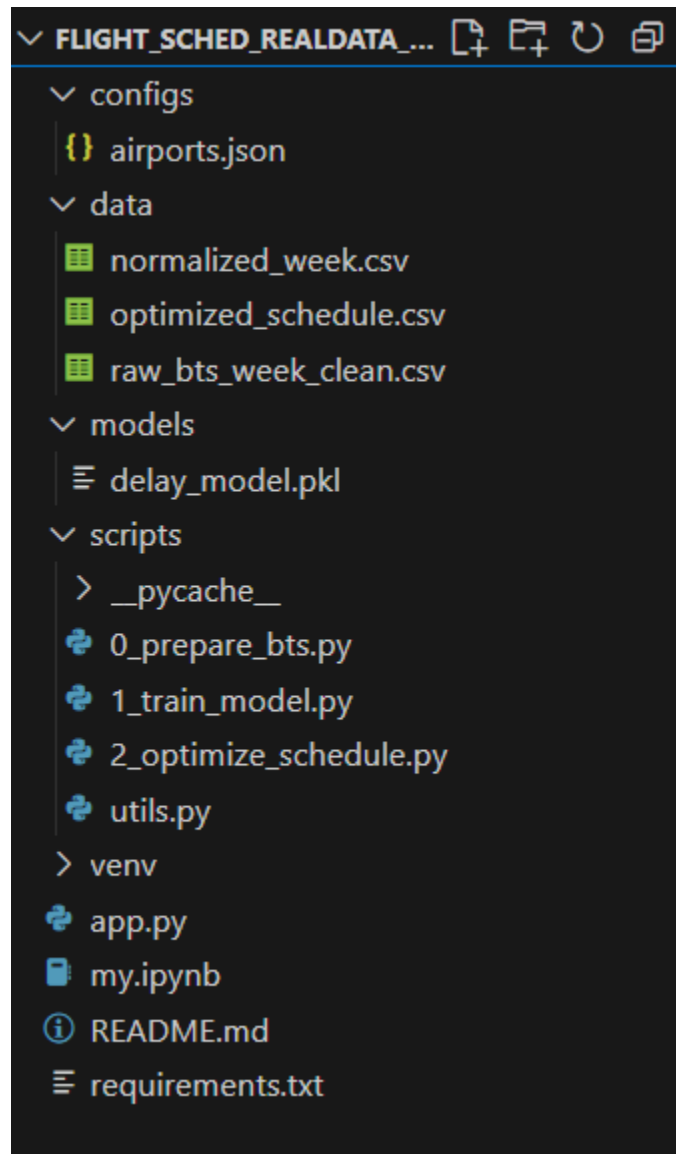 FLIGHT_SCHED_REALDATA_...
configs
{} airports.json
data
normalized_week.csv
optimized_schedule.csv
raw_bts_week_clean.csv
models
delay_model.pkl
scripts
__pycache__
0_prepare_bts.py
1_train_model.py
2_optimize_schedule.py
utils.py
venv
app.py
my.ipynb
README.md
requirements.txt